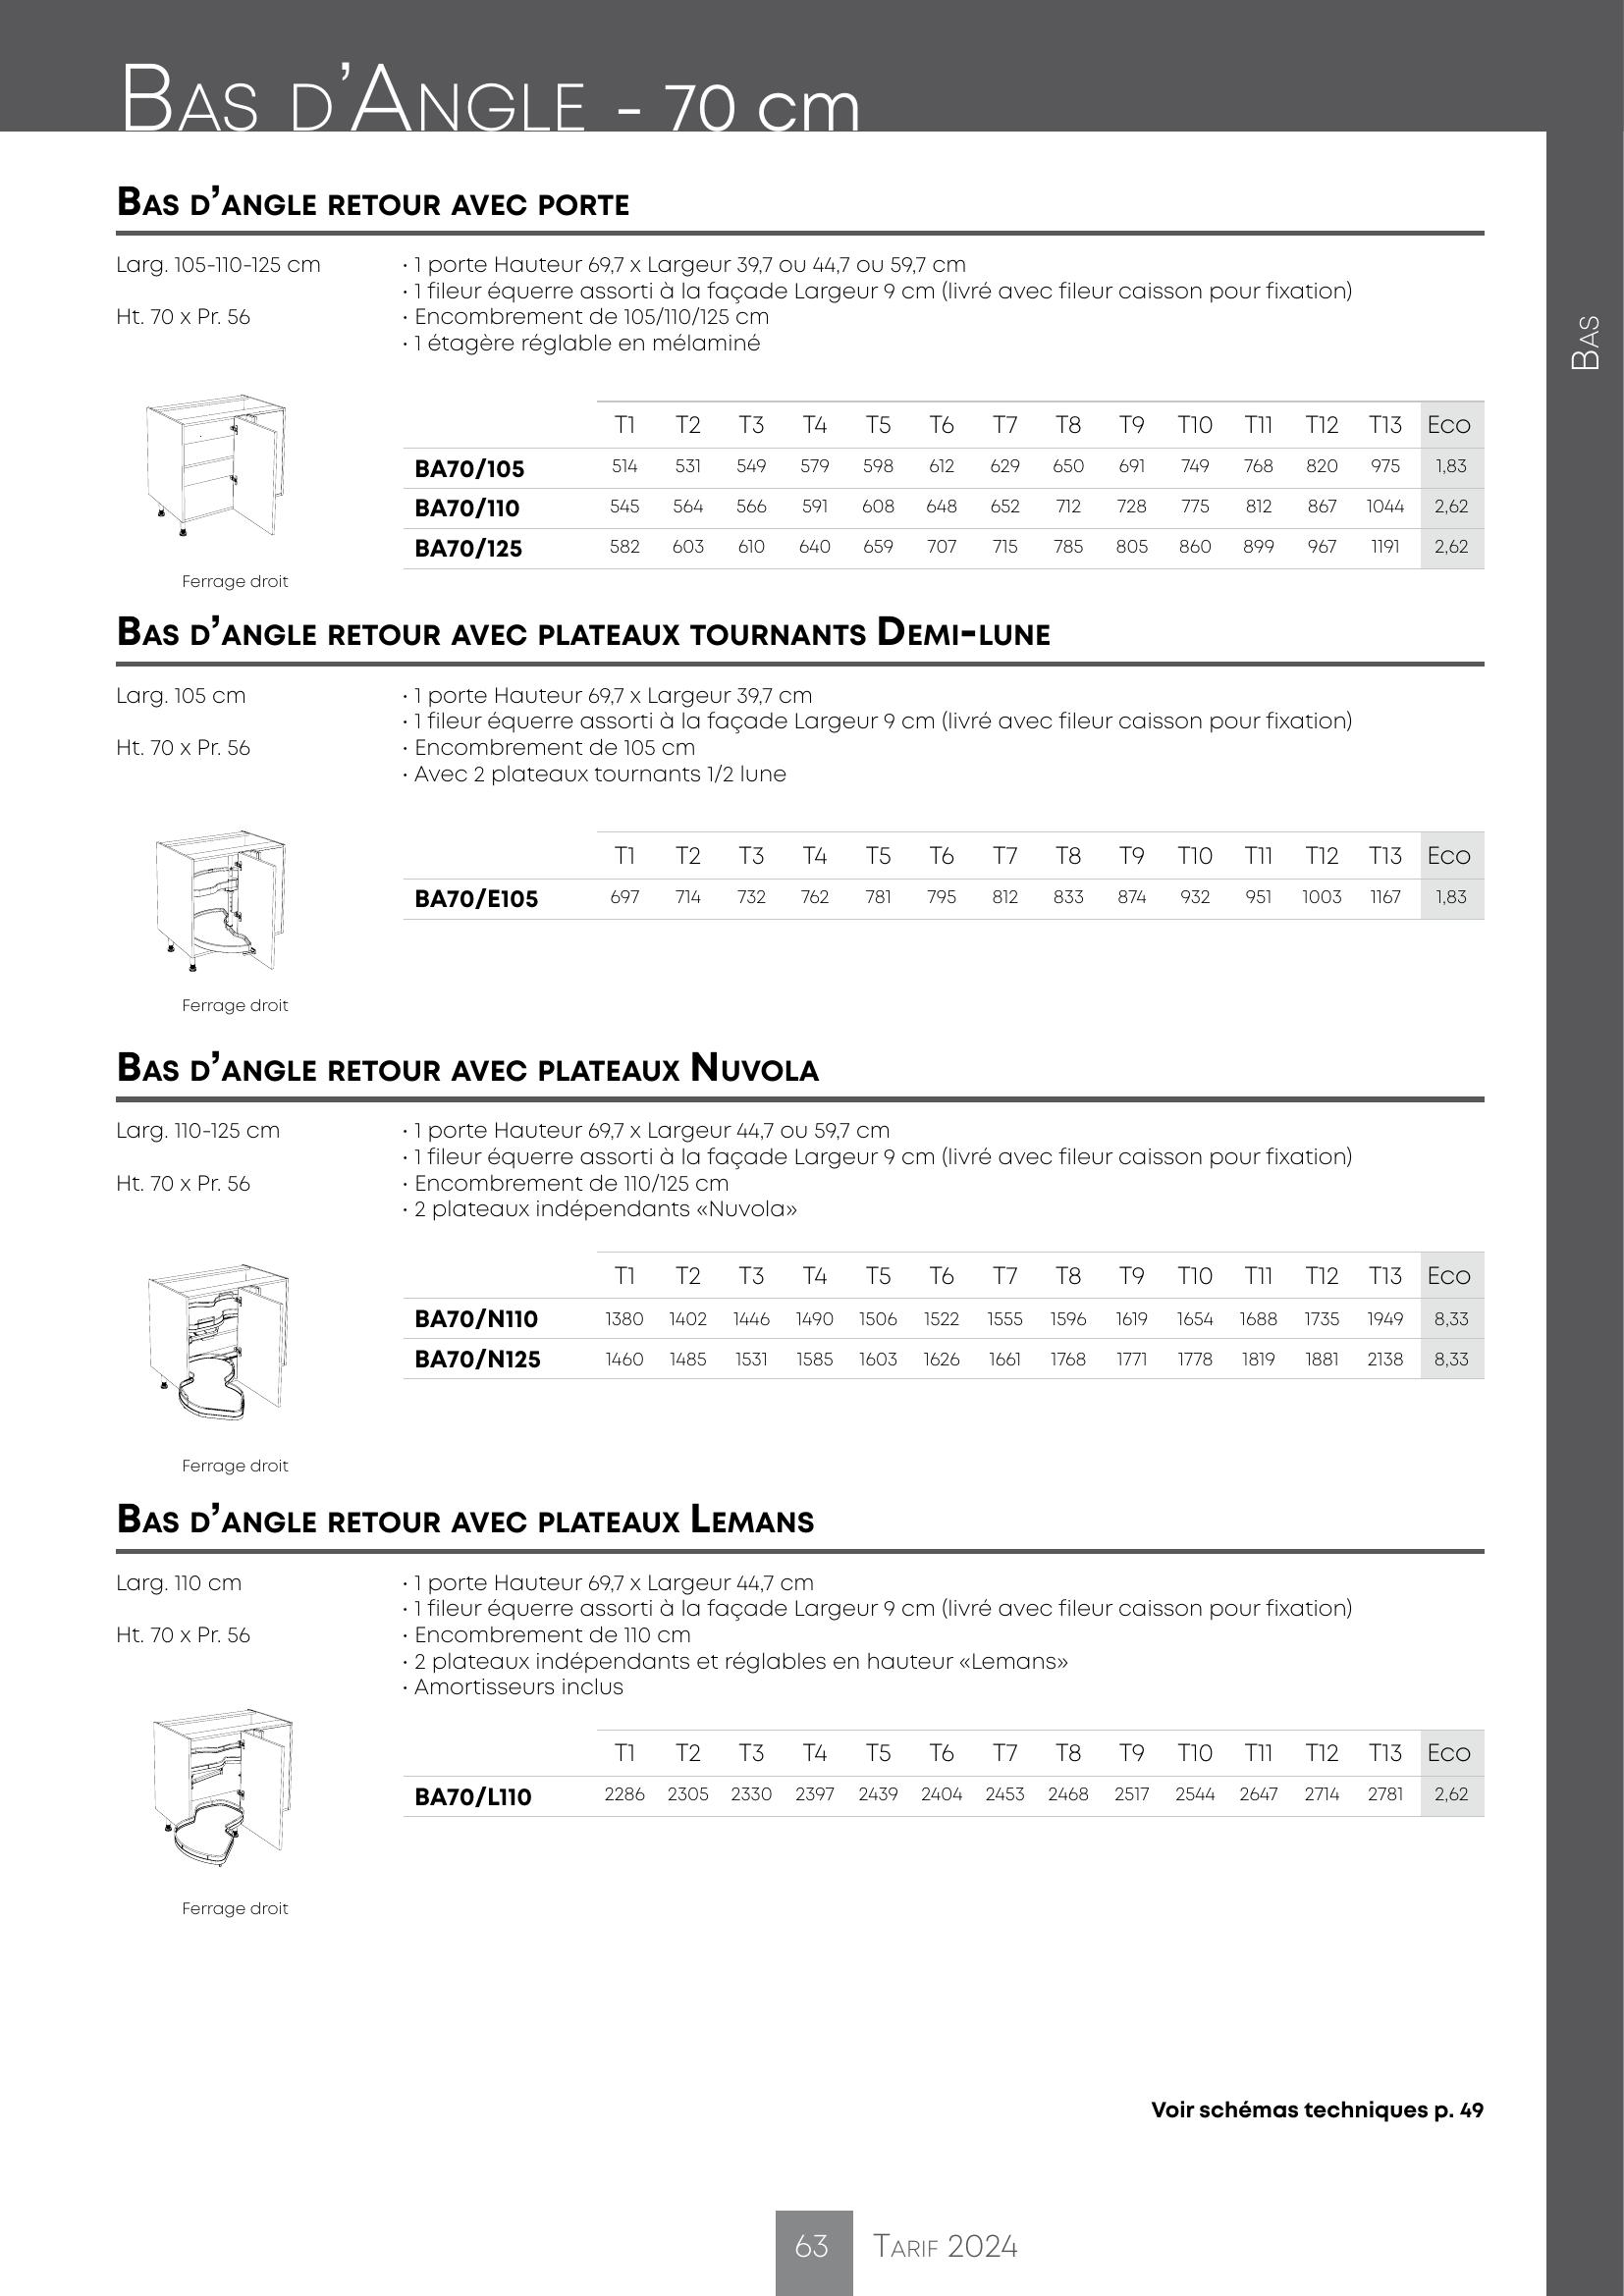 Bas d’Angle - 70 cm
Bas
Bas d’angle retour avec porte
Larg. 105-110-125 cm
Ht. 70 x Pr. 56
· 1 porte Hauteur 69,7 x Largeur 39,7 ou 44,7 ou 59,7 cm
· 1 fileur équerre assorti à la façade Largeur 9 cm (livré avec fileur caisson pour fixation)
· Encombrement de 105/110/125 cm
· 1 étagère réglable en mélaminé
T1 T2 T3 T4 T5 T6 T7 T8 T9 T10 T11 T12 T13 Eco
BA70/105 514 531 549 579 598 612 629 650 691 749 768 820 975 1,83
BA70/110 545 564 566 591 608 648 652 712 728 775 812 867 1044 2,62
BA70/125 582 603 610 640 659 707 715 785 805 860 899 967 1191 2,62
Ferrage droit
Bas d’angle retour avec plateaux tournants Demi-lune
Larg. 105 cm
Ht. 70 x Pr. 56
· 1 porte Hauteur 69,7 x Largeur 39,7 cm
· 1 fileur équerre assorti à la façade Largeur 9 cm (livré avec fileur caisson pour fixation)
· Encombrement de 105 cm
· Avec 2 plateaux tournants 1/2 lune
T1 T2 T3 T4 T5 T6 T7 T8 T9 T10 T11 T12 T13 Eco
BA70/E105 697 714 732 762 781 795 812 833 874 932 951 1003 1167 1,83
Ferrage droit
Bas d’angle retour avec plateaux Nuvola
Larg. 110-125 cm
Ht. 70 x Pr. 56
· 1 porte Hauteur 69,7 x Largeur 44,7 ou 59,7 cm
· 1 fileur équerre assorti à la façade Largeur 9 cm (livré avec fileur caisson pour fixation)
· Encombrement de 110/125 cm
· 2 plateaux indépendants «Nuvola»
T1 T2 T3 T4 T5 T6 T7 T8 T9 T10 T11 T12 T13 Eco
BA70/N110 1380 1402 1446 1490 1506 1522 1555 1596 1619 1654 1688 1735 1949 8,33
BA70/N125 1460 1485 1531 1585 1603 1626 1661 1768 1771 1778 1819 1881 2138 8,33
Ferrage droit
Bas d’angle retour avec plateaux Lemans
Larg. 110 cm
Ht. 70 x Pr. 56
· 1 porte Hauteur 69,7 x Largeur 44,7 cm
· 1 fileur équerre assorti à la façade Largeur 9 cm (livré avec fileur caisson pour fixation)
· Encombrement de 110 cm
· 2 plateaux indépendants et réglables en hauteur «Lemans»
· Amortisseurs inclus
T1 T2 T3 T4 T5 T6 T7 T8 T9 T10 T11 T12 T13 Eco
BA70/L110 2286 2305 2330 2397 2439 2404 2453 2468 2517 2544 2647 2714 2781 2,62
Ferrage droit
Voir schémas techniques p. 49
63 Tarif 2024